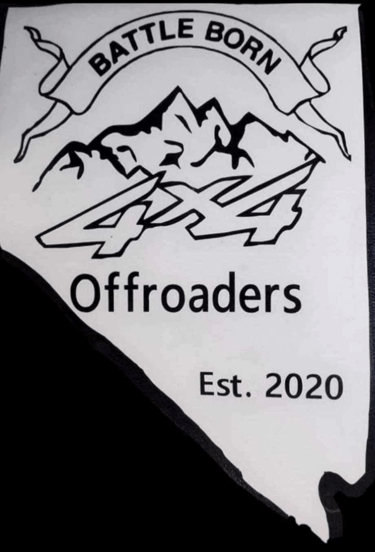 BATTLE BORN
4x4
Offroaders
Est. 2020